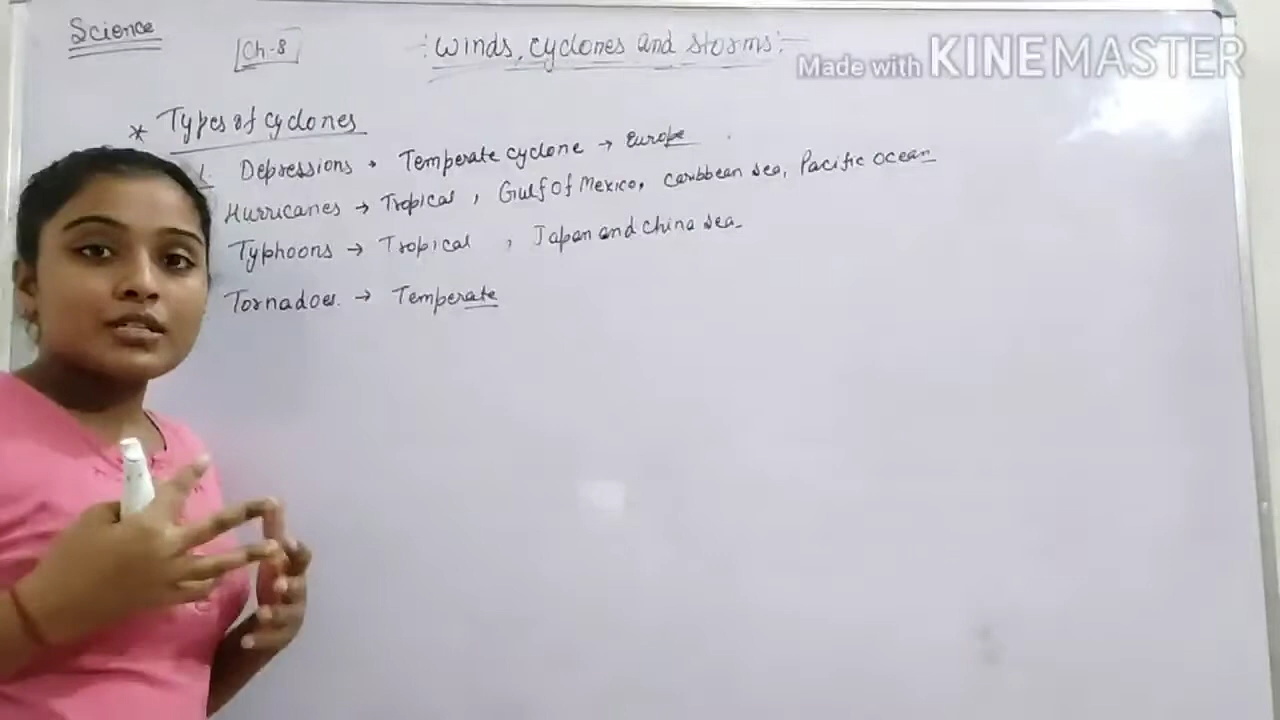 Science
Ch-8
:Winds, cyclones and storms:
Made with KINEMASTER
* Types of cyclones
1. Depressions → Temperate cyclone → Europe
Hurricanes → Tropical, Gulf of Mexico, Caribbean sea, Pacific ocean
Typhoons → Tropical, Japan and China sea
Tornadoes. → Temperate